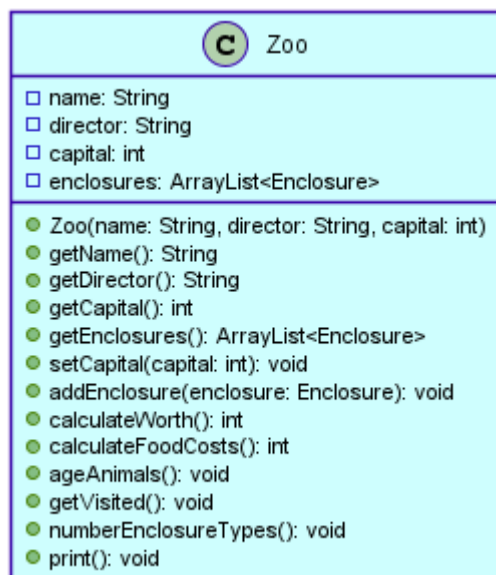 C Zoo
name: String
director: String
capital: int
enclosures: ArrayList<Enclosure>
Zoo(name: String, director: String, capital: int)
getName(): String
getDirector(): String
getCapital(): int
getEnclosures(): ArrayList<Enclosure>
setCapital(capital: int): void
addEnclosure(enclosure: Enclosure): void
calculateWorth(): int
calculateFoodCosts(): int
ageAnimals(): void
getVisited(): void
numberEnclosureTypes(): void
print(): void